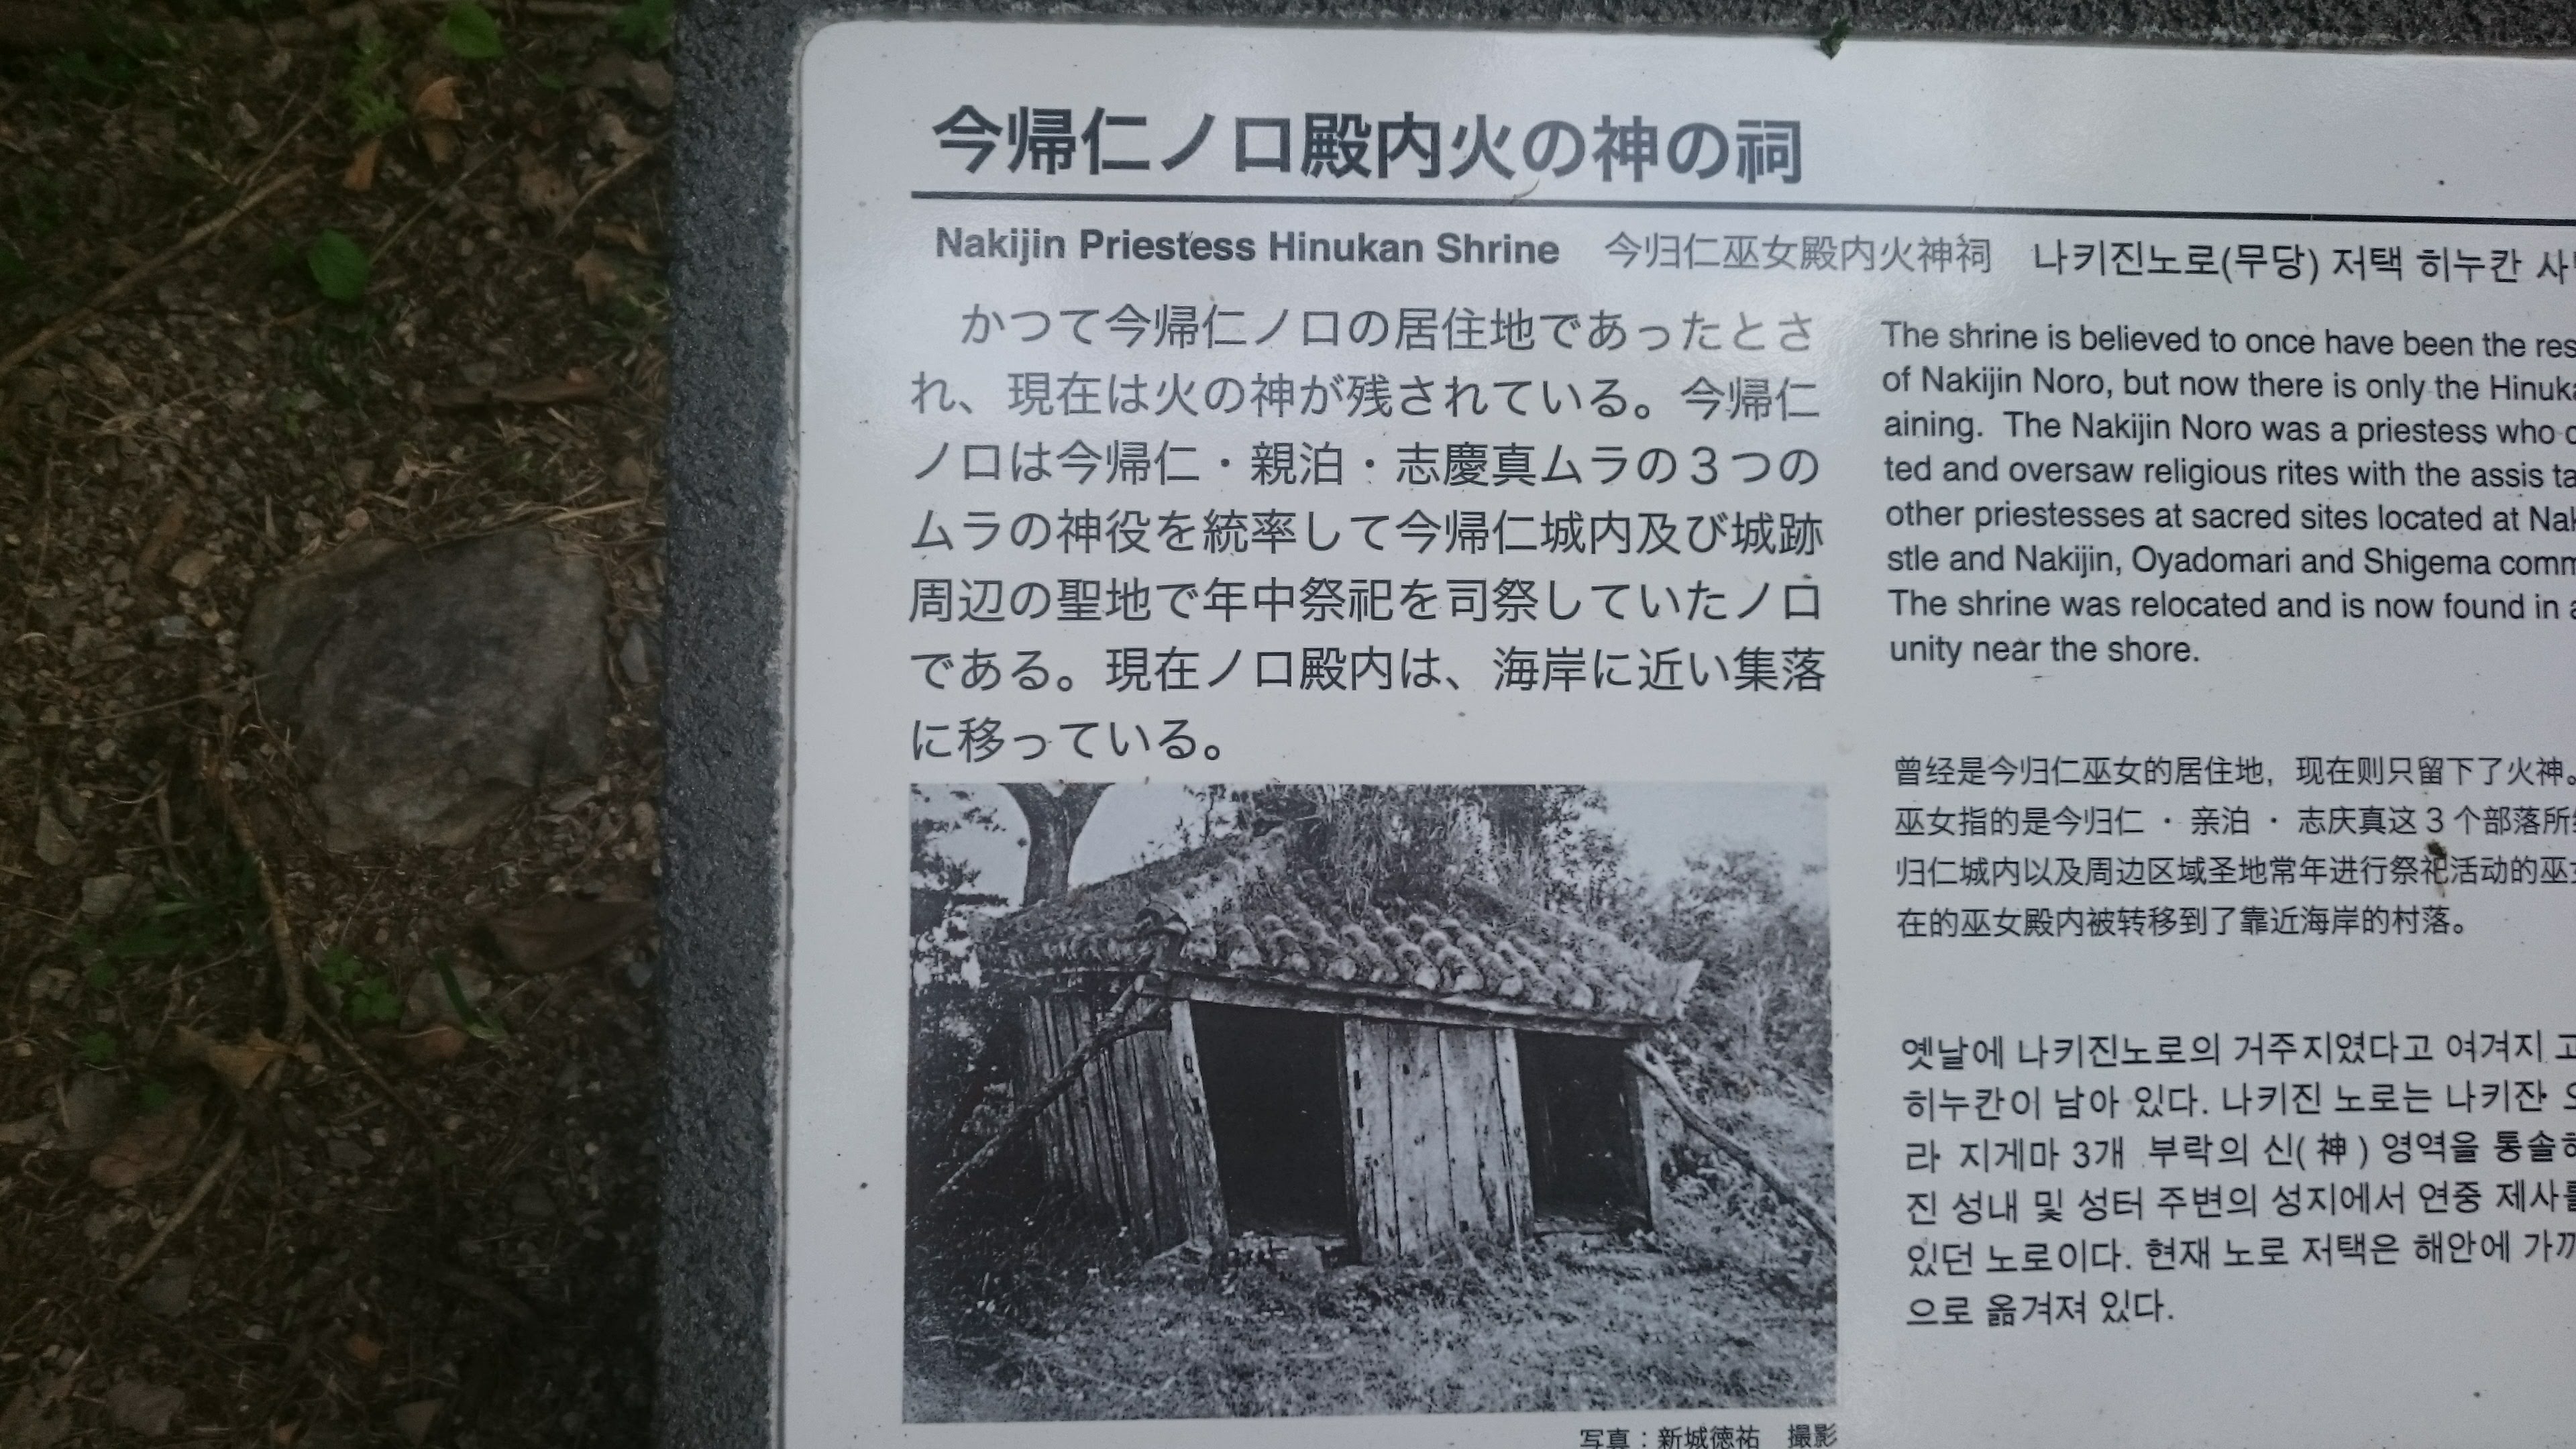 今帰仁ノロ殿内火の神の祠
Nakijin Priestess Hinukan Shrine 今归仁巫女殿内火神祠 나키진노로(무당) 저택 히누칸
かつて今帰仁ノロの居住地であったとさ
れ、現在は火の神が残されている。今帰仁
ノロは今帰仁・親泊・志慶真ムラの３つの
ムラの神役を統率して今帰仁城内及び城跡
周辺の聖地で年中祭祀を司祭していたノロ
である。現在ノロ殿内は、海岸に近い集落
に移っている。
写真：新城徳祐 撮影
The shrine is believed to once have been the res
of Nakijin Noro, but now there is only the Hinuka
aining. The Nakijin Noro was a priestess who
ted and oversaw religious rites with the assis ta
other priestesses at sacred sites located at Nak
stle and Nakijin, Oyadomari and Shigema comm
The shrine was relocated and is now found in a
unity near the shore.
曾经是今归仁巫女的居住地，现在则只留下了火神。
巫女指的是今归仁・亲泊・志庆真这３个部落所
归仁城内以及周边区域圣地常年进行祭祀活动的巫女
在的巫女殿内被转移到了靠近海岸的村落。
옛날에 나키진노로의 거주지였다고 여겨지고
히누칸이 남아 있다. 나키진 노로는 나키쟌
라 지게마 3개 부락의 신(神) 영역을 통솔하
진 성내 및 성터 주변의 성지에서 연중 제사를
있던 노로이다. 현재 노로 저택은 해안에 가까
으로 옮겨져 있다.